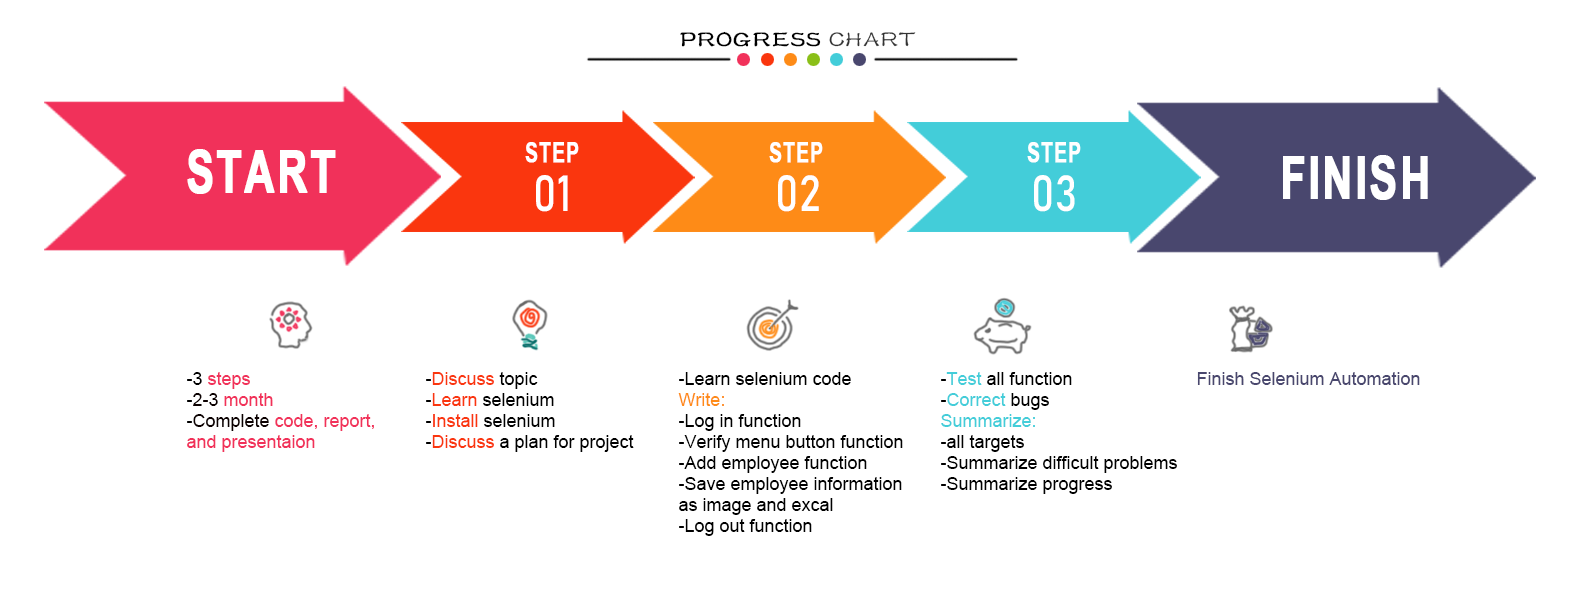 PROGRESS CHART
START
STEP
01
STEP
02
STEP
03
FINISH
-3 steps
-2-3 month
-Complete code, report,
and presentaion
-Discuss topic
-Learn selenium
-Install selenium
-Discuss a plan for project
-Learn selenium code
Write:
-Log in function
-Verify menu button function
-Add employee function
-Save employee information
as image and excal
-Log out function
-Test all function
-Correct bugs
Summarize:
-all targets
-Summarize difficult problems
-Summarize progress
Finish Selenium Automation